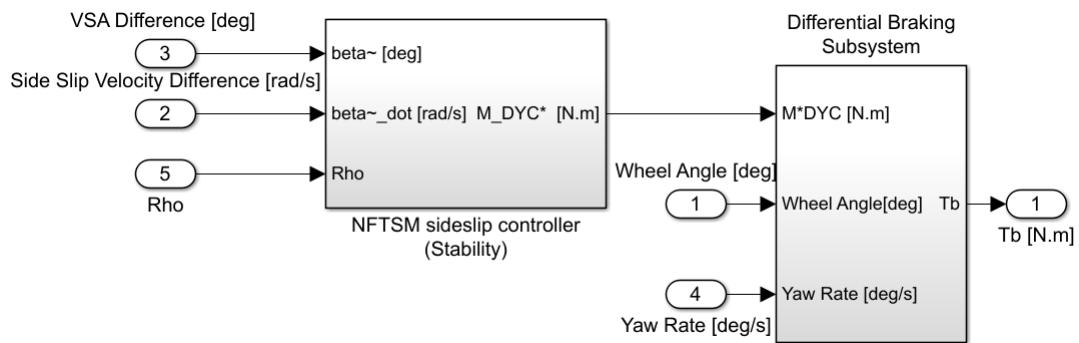 VSA Difference [deg]
3
Side Slip Velocity Difference [rad/s]
2
5
Rho
beta~ [deg]
beta~_dot [rad/s]
M_DYC* [N.m]
Rho
NFTSM sideslip controller
(Stability)
Differential Braking
Subsystem
M*DYC [N.m]
Wheel Angle [deg]
1
Wheel Angle[deg]
Tb
4
Yaw Rate [deg/s]
Yaw Rate [deg/s]
1
Tb [N.m]